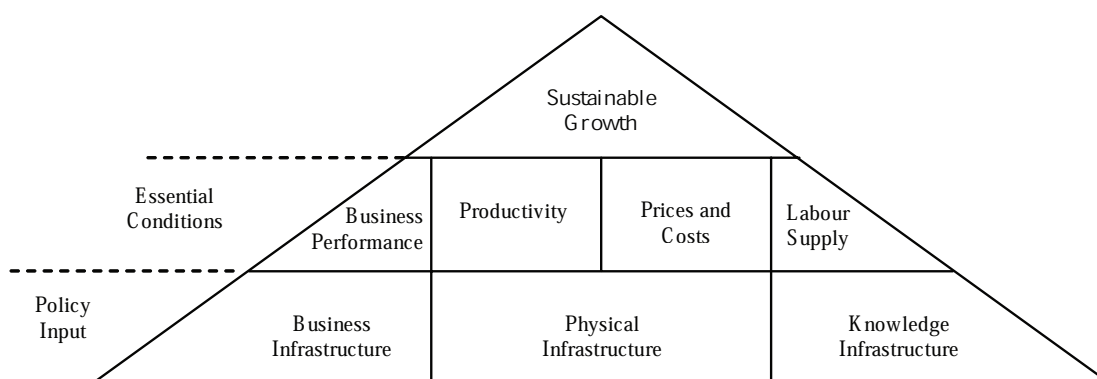 Sustainable
Growth
Essential
Conditions
Business
Performance
Productivity
Prices and
Costs
Labour
Supply
Policy
Input
Business
Infrastructure
Physical
Infrastructure
Knowledge
Infrastructure